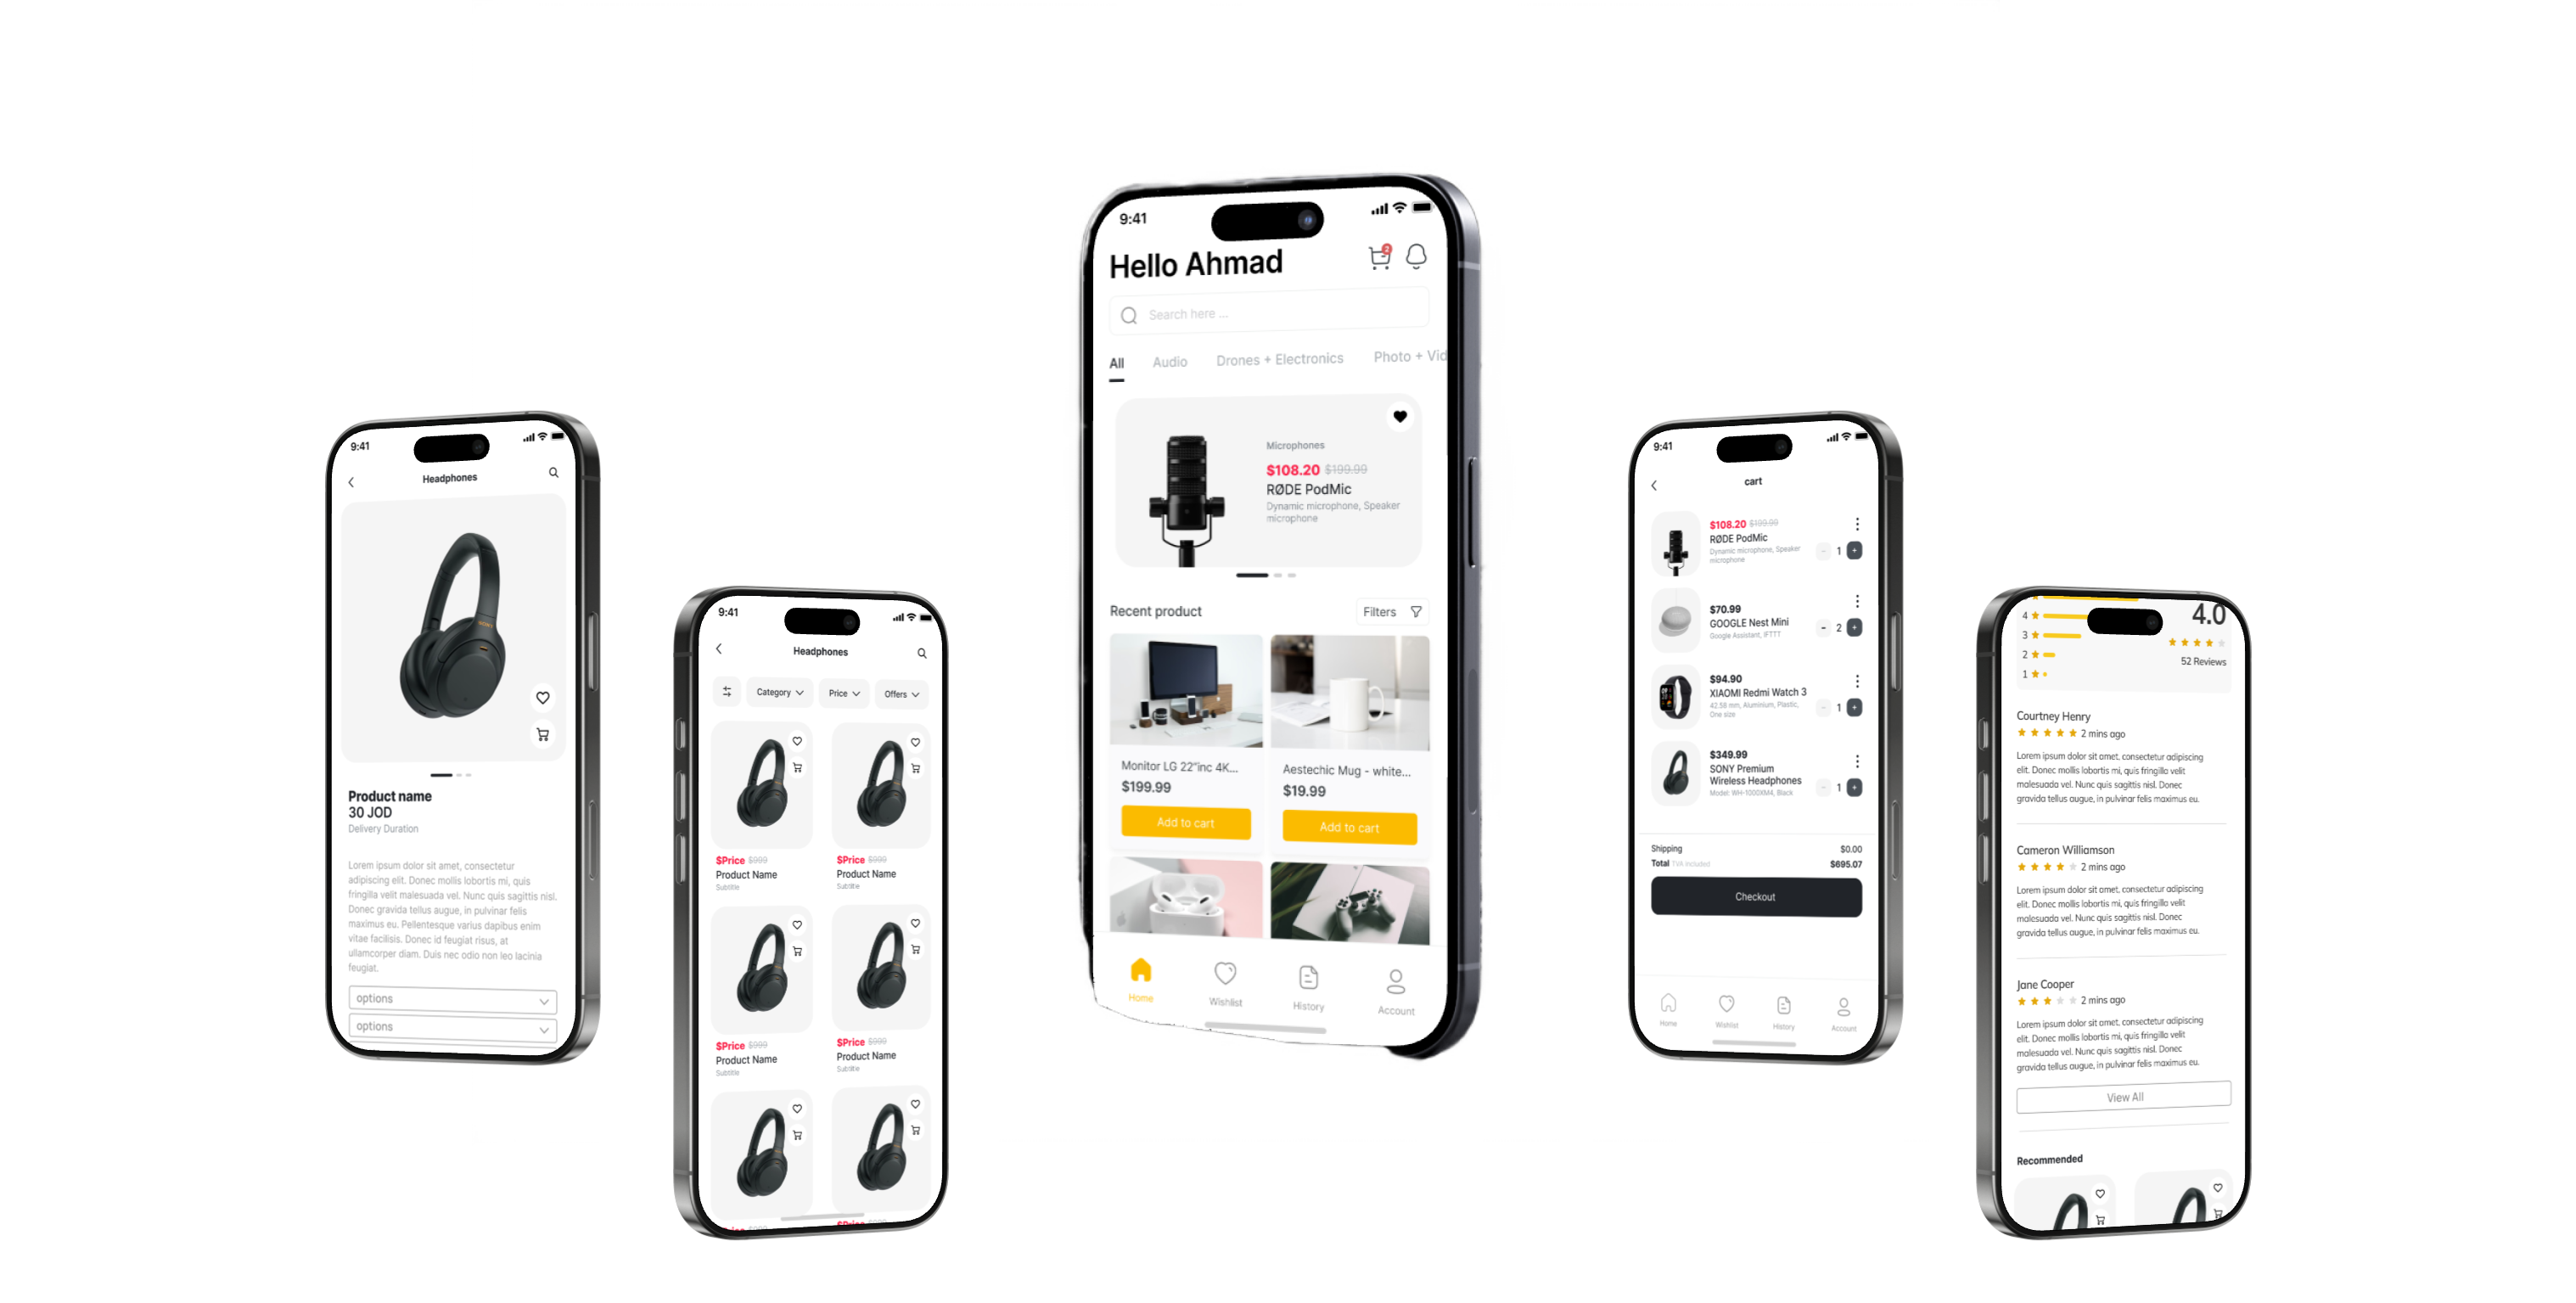 9:41
Headphones
SONY
Product name
30 JOD
Delivery Duration
Lorem ipsum dolor sit amet, consectetur
adipiscing elit. Donec mollis lobortis mi, quis
fringilla velit malesuada vel. Nunc quis sagittis nisl.
Donec gravida tellus augue, in pulvinar felis
maximus eu. Pellentesque varius dapibus enim
vitae facilisis. Donec id feugiat risus, at
ullamcorper diam. Duis nec odio non leo lacinia
feugiat.
options
options
9:41
Headphones
Category
Price
Offers
$Price $999
Product Name
Subtitle
$Price $999
Product Name
Subtitle
$Price $999
Product Name
Subtitle
$Price $999
Product Name
Subtitle
$Price $999
$Price $999
9:41
Hello Ahmad
2
Search here ...
All Audio Drones + Electronics Photo + Vid
Microphones
$108.20 $199.99
RØDE PodMic
Dynamic microphone, Speaker
microphone
Recent product
Filters
Monitor LG 22"inc 4K...
$199.99
Add to cart
Aestechic Mug - white...
$19.99
Add to cart
Home
Wishlist
History
Account
9:41
cart
$108.20 $199.99
RØDE PodMic
Dynamic microphone, Speaker
microphone
- 1 +
$70.99
GOOGLE Nest Mini
Google Assistant, IFTTT
- 2 +
$94.90
XIAOMI Redmi Watch 3
42.58 mm, Aluminium, Plastic,
One size
- 1 +
$349.99
SONY Premium
Wireless Headphones
Model: WH-1000XM4, Black
- 1 +
Shipping $0.00
Total TVA included $695.07
Checkout
Home
Wishlist
History
Account
4
3
2
1
4.0
52 Reviews
Courtney Henry
2 mins ago
Lorem ipsum dolor sit amet, consectetur adipiscing
elit. Donec mollis lobortis mi, quis fringilla velit
malesuada vel. Nunc quis sagittis nisl. Donec
gravida tellus augue, in pulvinar felis maximus eu.
Cameron Williamson
2 mins ago
Lorem ipsum dolor sit amet, consectetur adipiscing
elit. Donec mollis lobortis mi, quis fringilla velit
malesuada vel. Nunc quis sagittis nisl. Donec
gravida tellus augue, in pulvinar felis maximus eu.
Jane Cooper
2 mins ago
Lorem ipsum dolor sit amet, consectetur adipiscing
elit. Donec mollis lobortis mi, quis fringilla velit
malesuada vel. Nunc quis sagittis nisl. Donec
gravida tellus augue, in pulvinar felis maximus eu.
View All
Recommended